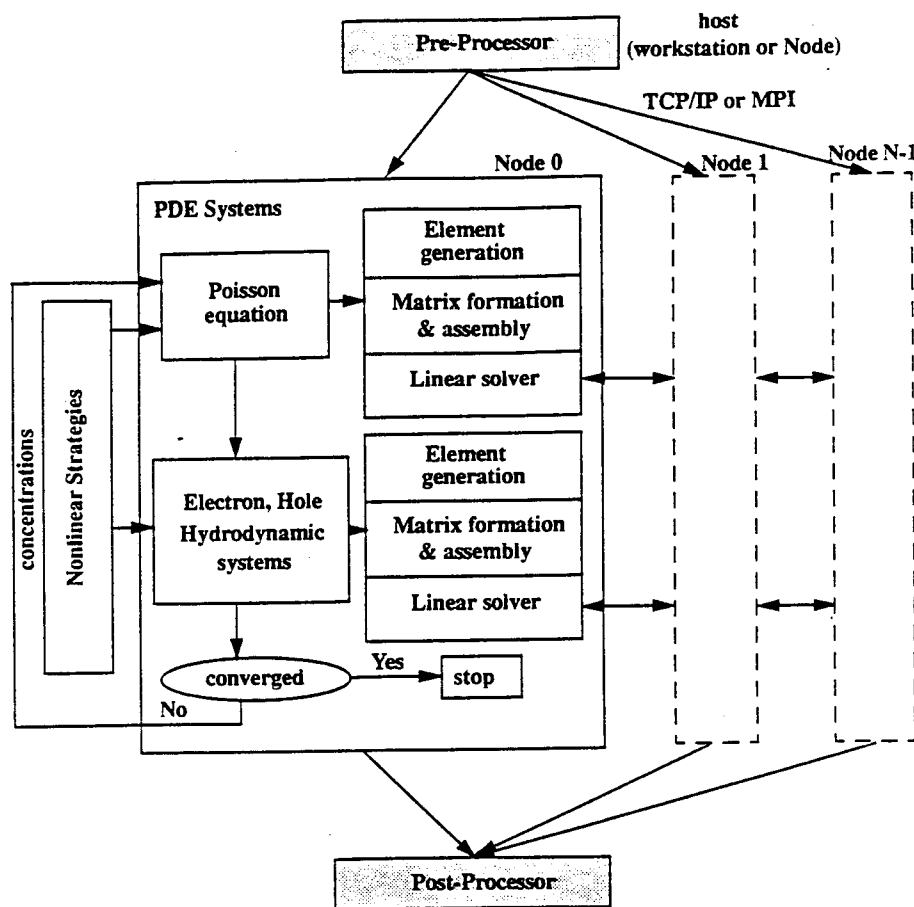 host
Pre-Processor
(workstation or Node)
TCP/IP or MPI
Node 0
Node 1
Node N-1
PDE Systems
Element
generation
Poisson
equation
Matrix formation
& assembly
Linear solver
concentrations
Nonlinear Strategies
Element
generation
Electron, Hole
Hydrodynamic
systems
Matrix formation
& assembly
Linear solver
converged
Yes
stop
No
Post-Processor